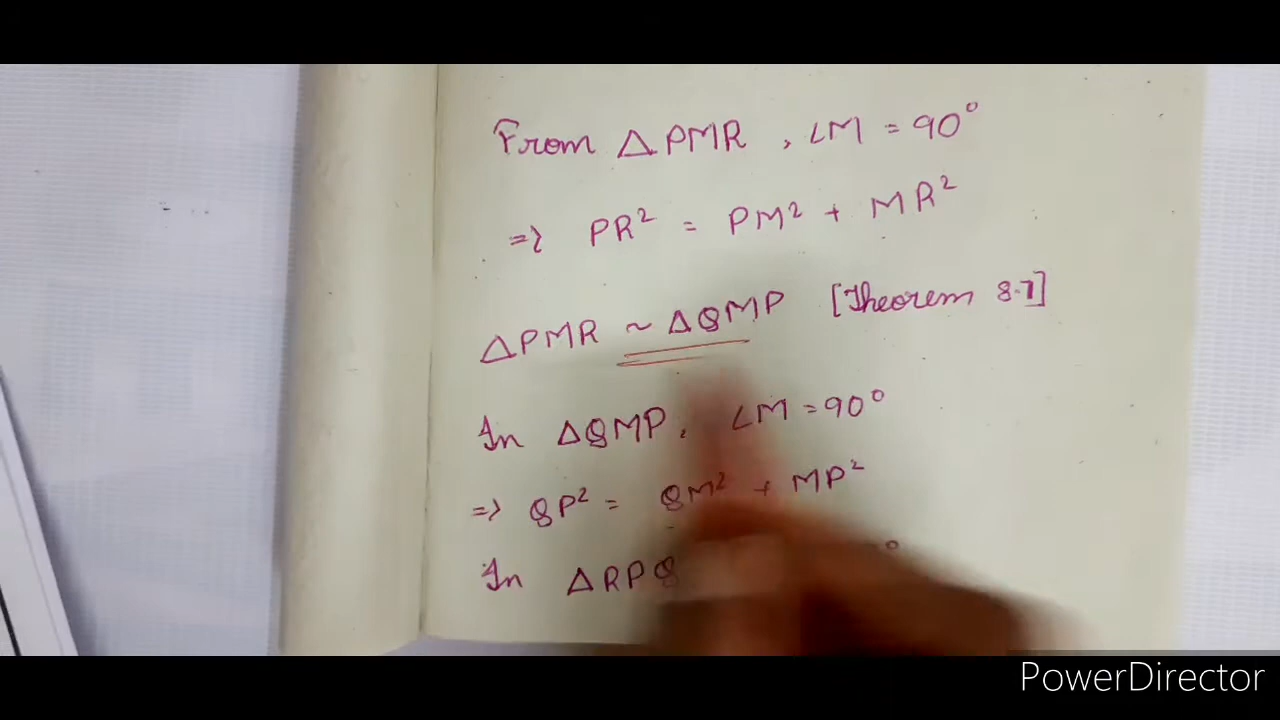 From △PMR, ∠M = 90°
⇒ PR² = PM² + MR²
△PMR ~ △QMP [Theorem 8.7]
In △QMP, ∠M = 90°
⇒ QP² = QM² + MP²
In △RPQ °
PowerDirector